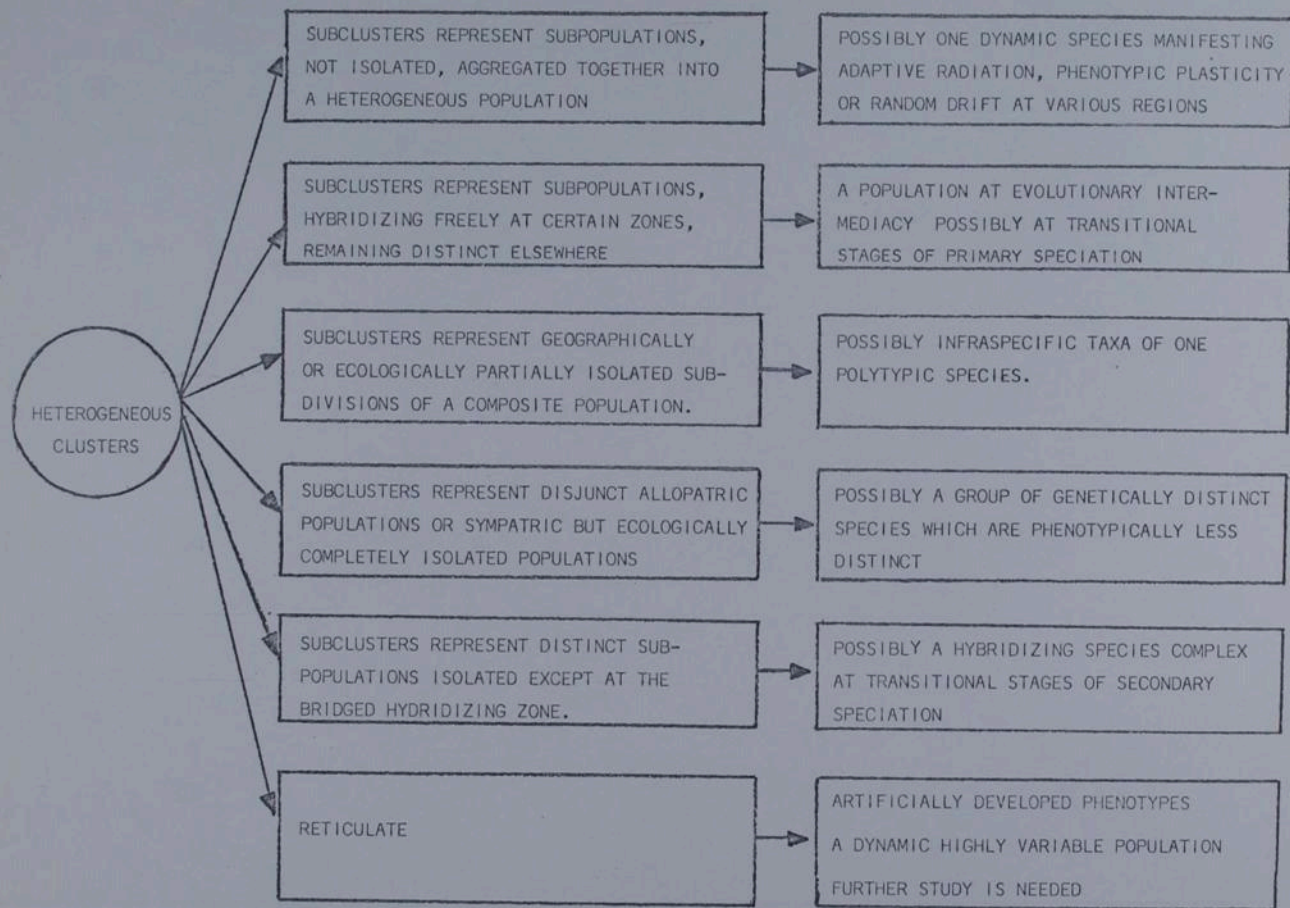 SUBCLUSTERS REPRESENT SUBPOPULATIONS,
NOT ISOLATED, AGGREGATED TOGETHER INTO
A HETEROGENEOUS POPULATION
POSSIBLY ONE DYNAMIC SPECIES MANIFESTING
ADAPTIVE RADIATION, PHENOTYPIC PLASTICITY
OR RANDOM DRIFT AT VARIOUS REGIONS
SUBCLUSTERS REPRESENT SUBPOPULATIONS,
HYBRIDIZING FREELY AT CERTAIN ZONES,
REMAINING DISTINCT ELSEWHERE
A POPULATION AT EVOLUTIONARY INTER-
MEDIACY POSSIBLY AT TRANSITIONAL
STAGES OF PRIMARY SPECIATION
HETEROGENEOUS
CLUSTERS
SUBCLUSTERS REPRESENT GEOGRAPHICALLY
OR ECOLOGICALLY PARTIALLY ISOLATED SUB-
DIVISIONS OF A COMPOSITE POPULATION.
POSSIBLY INFRASPECIFIC TAXA OF ONE
POLYTYPIC SPECIES.
SUBCLUSTERS REPRESENT DISJUNCT ALLOPATRIC
POPULATIONS OR SYMPATRIC BUT ECOLOGICALLY
COMPLETELY ISOLATED POPULATIONS
POSSIBLY A GROUP OF GENETICALLY DISTINCT
SPECIES WHICH ARE PHENOTYPICALLY LESS
DISTINCT
SUBCLUSTERS REPRESENT DISTINCT SUB-
POPULATIONS ISOLATED EXCEPT AT THE
BRIDGED HYDRIDIZING ZONE.
POSSIBLY A HYBRIDIZING SPECIES COMPLEX
AT TRANSITIONAL STAGES OF SECONDARY
SPECIATION
RETICULATE
ARTIFICIALLY DEVELOPED PHENOTYPES
A DYNAMIC HIGHLY VARIABLE POPULATION
FURTHER STUDY IS NEEDED